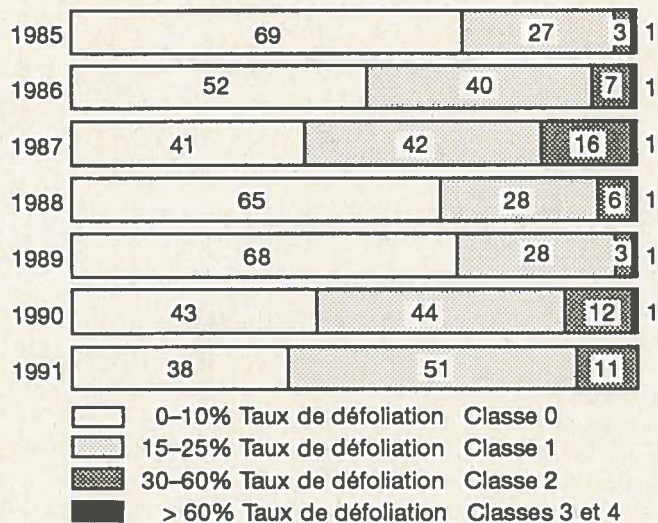 1985 69 27 3 1
1986 52 40 7 1
1987 41 42 16 1
1988 65 28 6 1
1989 68 28 3 1
1990 43 44 12 1
1991 38 51 11
0–10% Taux de défoliation Classe 0
15–25% Taux de défoliation Classe 1
30–60% Taux de défoliation Classe 2
> 60% Taux de défoliation Classes 3 et 4